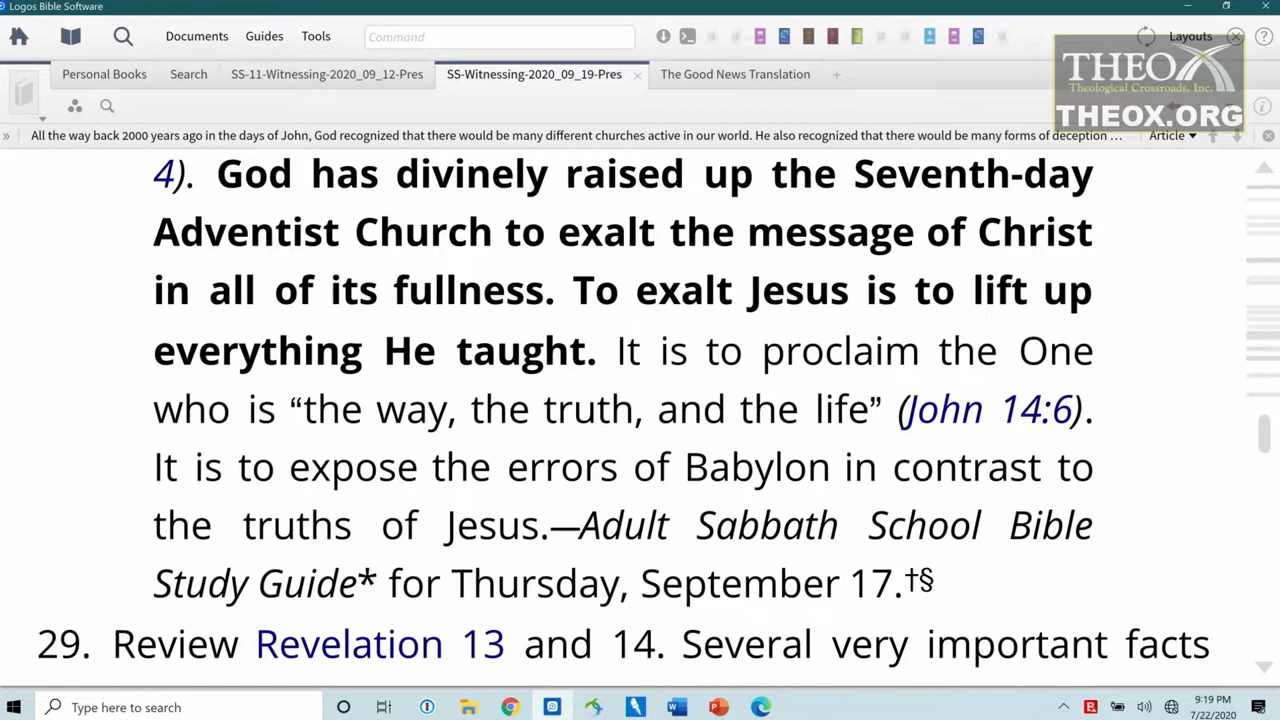 Logos Bible Software
Documents Guides Tools Command Layouts
Personal Books Search SS-11-Witnessing-2020_09_12-Pres SS-Witnessing-2020_09_19-Pres The Good News Translation
THEOX
Theological Crossroads, Inc.
THEOX.ORG
» All the way back 2000 years ago in the days of John, God recognized that there would be many different churches active in our world. He also recognized that there would be many forms of deception ... Article
4). God has divinely raised up the Seventh-day
Adventist Church to exalt the message of Christ
in all of its fullness. To exalt Jesus is to lift up
everything He taught. It is to proclaim the One
who is “the way, the truth, and the life” (John 14:6).
It is to expose the errors of Babylon in contrast to
the truths of Jesus.—Adult Sabbath School Bible
Study Guide* for Thursday, September 17.†§
29. Review Revelation 13 and 14. Several very important facts
Type here to search
9:19 PM
7/22/2020